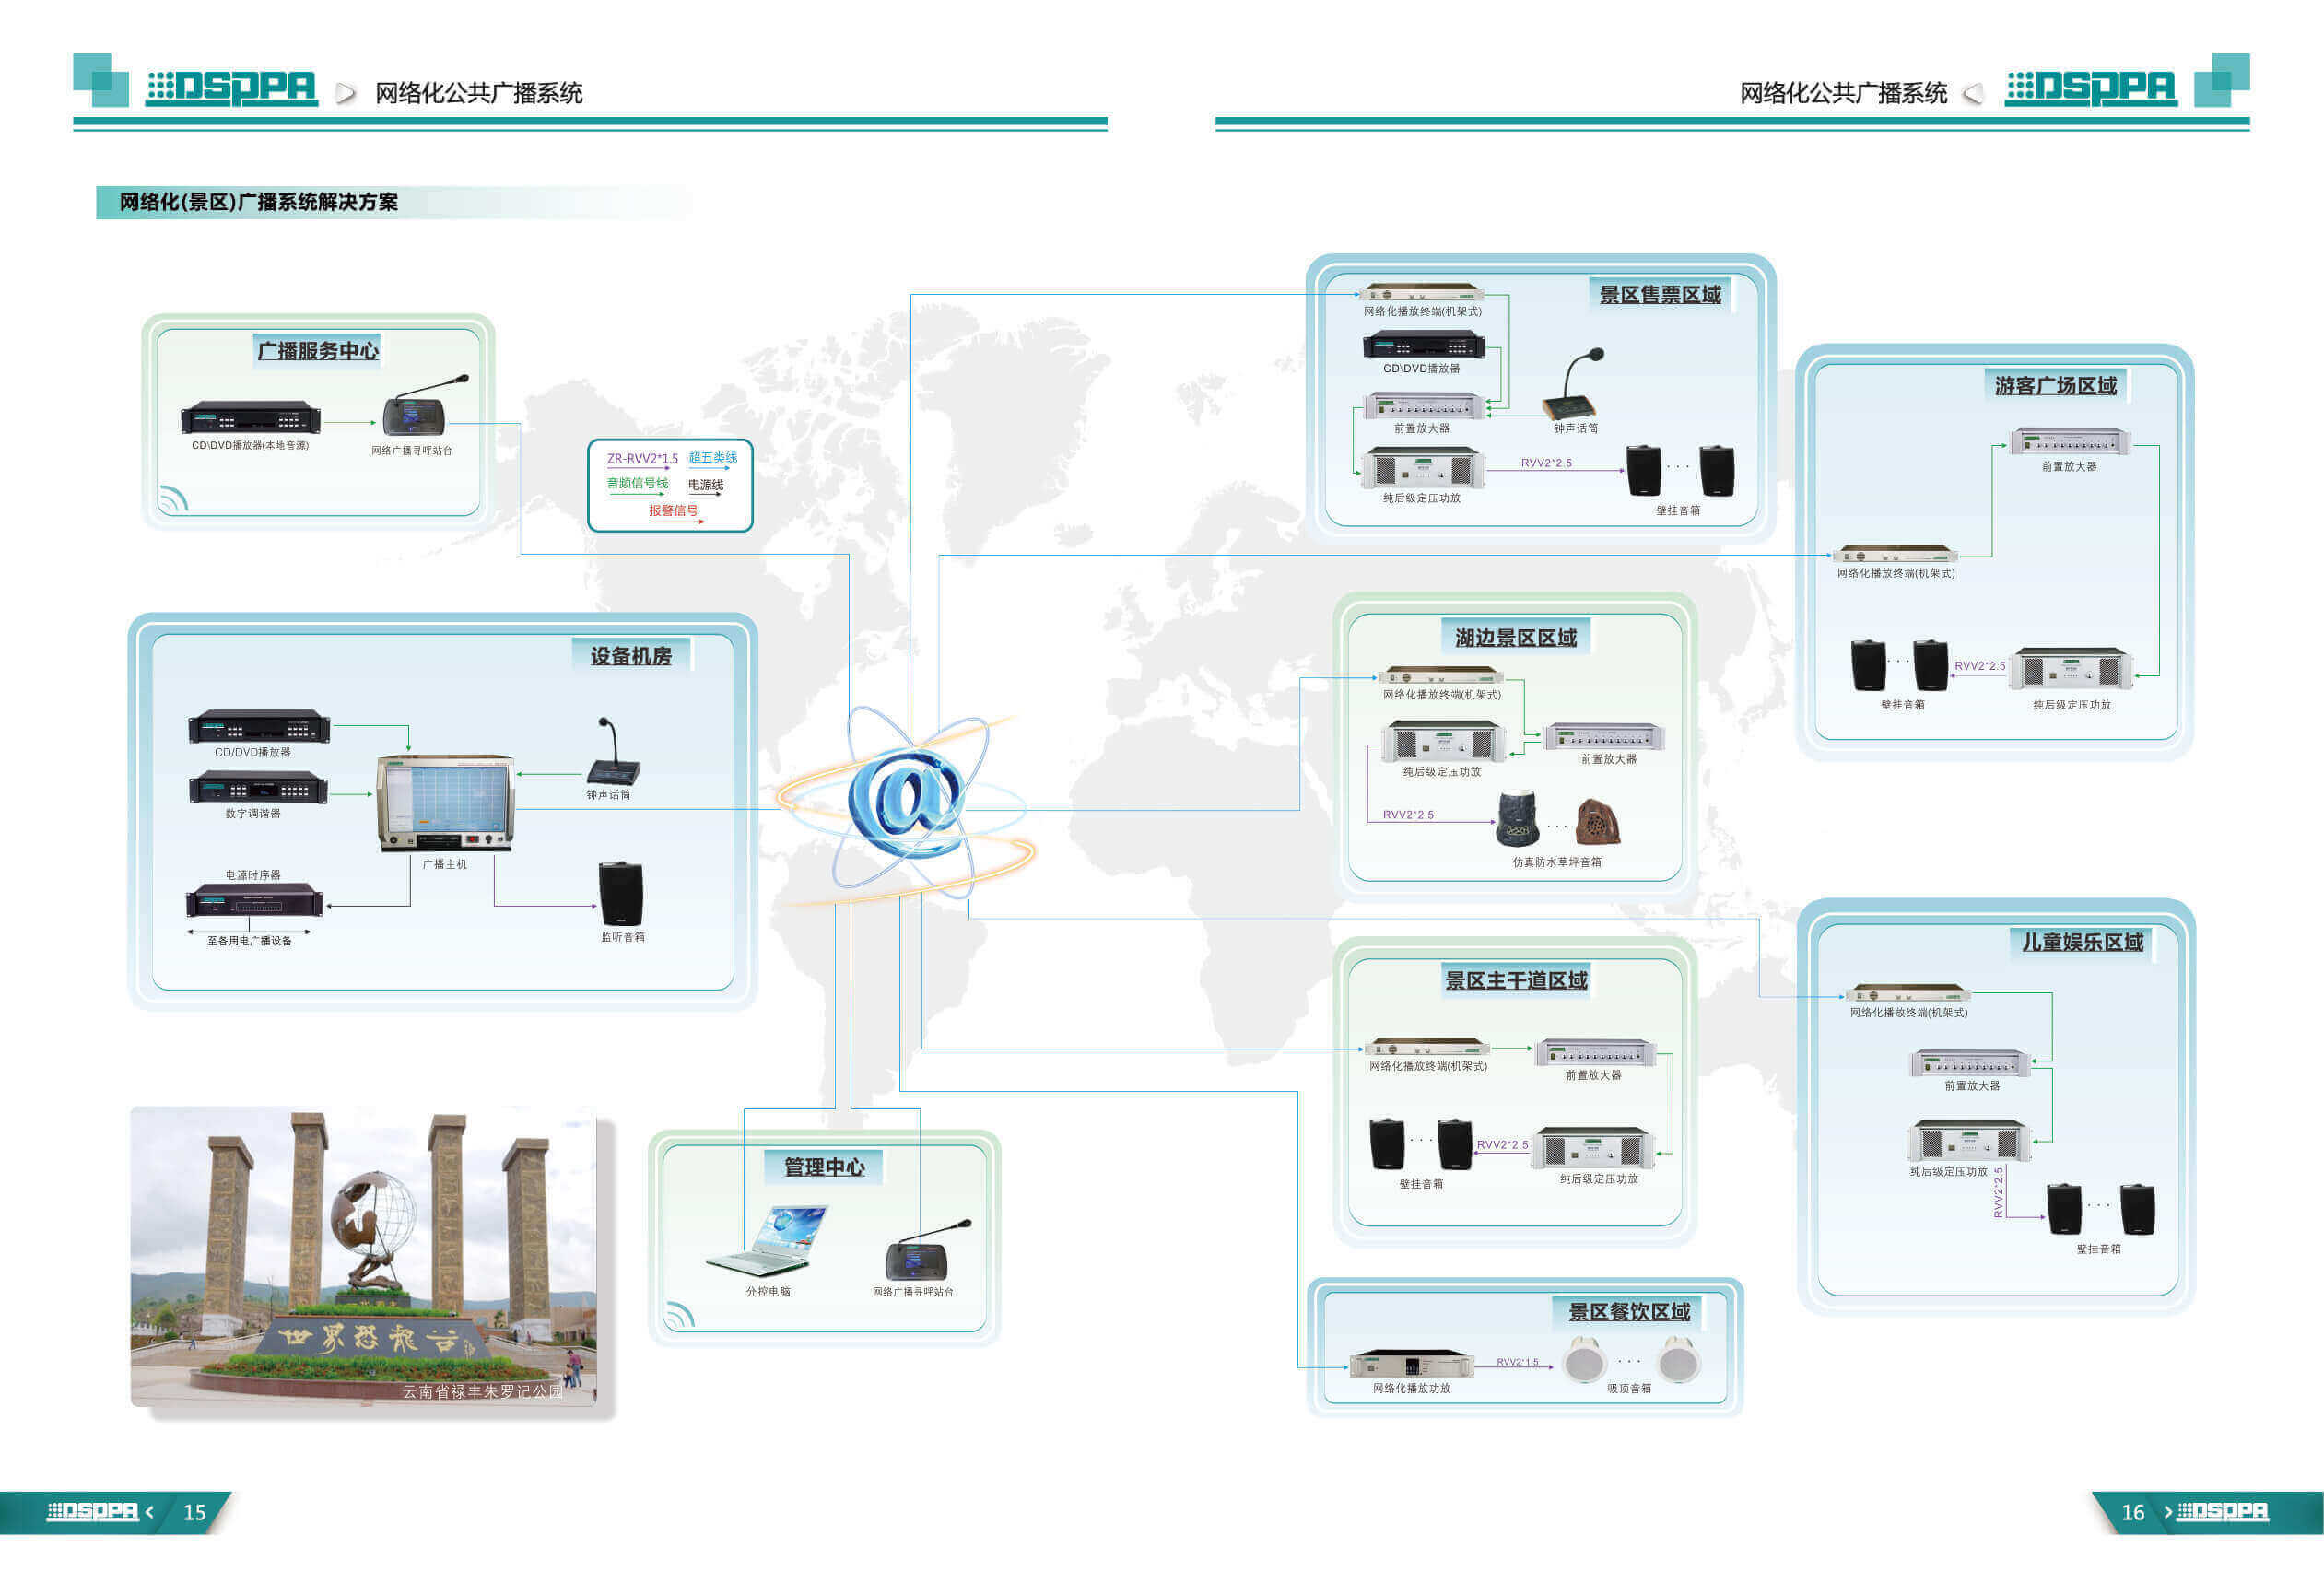 DSPPA 网络化公共广播系统
网络化公共广播系统 DSPPA
网络化(景区)广播系统解决方案
广播服务中心
CD\DVD播放器(本地音源)
网络广播寻呼站台
ZR-RVV2*1.5 超五类线
音频信号线 电源线
报警信号
设备机房
CD/DVD播放器
数字调谐器
钟声话筒
广播主机
电源时序器
至各用电广播设备
监听音箱
世界恐龙谷
云南省禄丰朱罗记公园
管理中心
分控电脑
网络广播寻呼站台
景区售票区域
网络化播放终端(机架式)
CD\DVD播放器
前置放大器
钟声话筒
纯后级定压功放
RVV2*2.5
壁挂音箱
游客广场区域
前置放大器
网络化播放终端(机架式)
壁挂音箱
RVV2*2.5
纯后级定压功放
湖边景区区域
网络化播放终端(机架式)
纯后级定压功放
前置放大器
RVV2*2.5
仿真防水草坪音箱
景区主干道区域
网络化播放终端(机架式)
前置放大器
RVV2*2.5
壁挂音箱
纯后级定压功放
儿童娱乐区域
网络化播放终端(机架式)
前置放大器
纯后级定压功放
RVV2*2.5
壁挂音箱
景区餐饮区域
网络化播放功放
RVV2*1.5
吸顶音箱
DSPPA 15
16 DSPPA